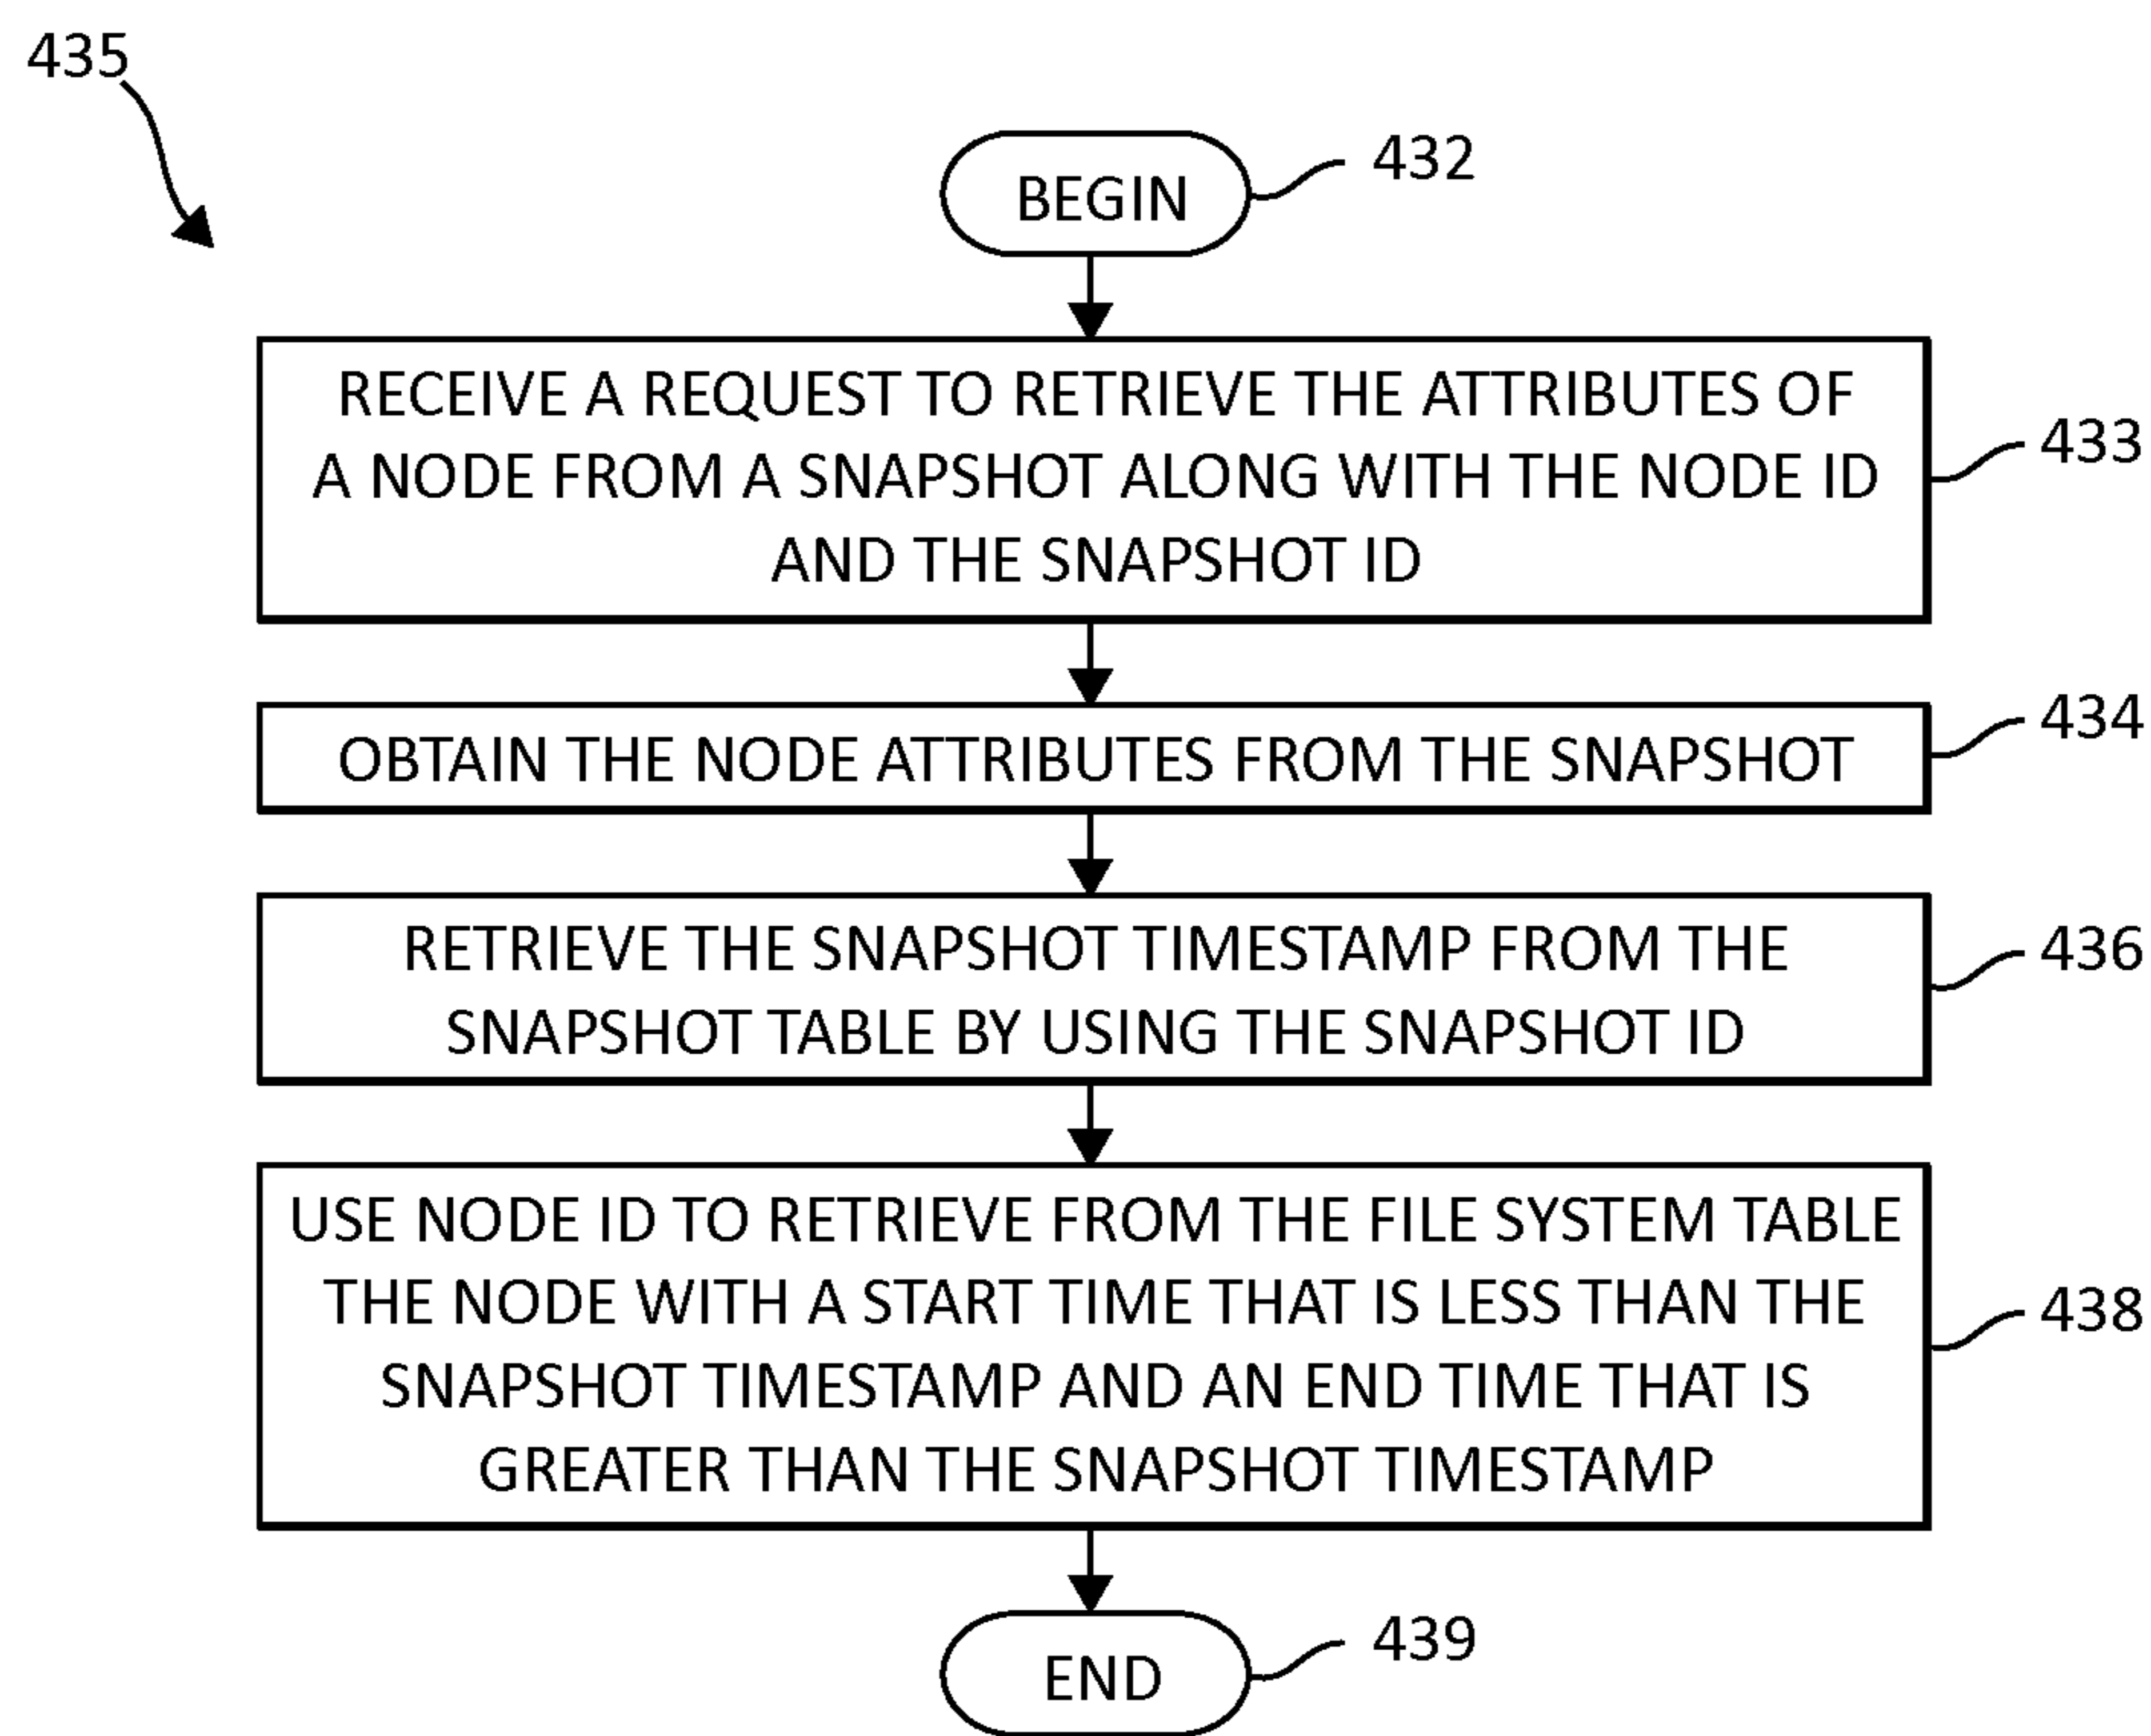 435
BEGIN
432
RECEIVE A REQUEST TO RETRIEVE THE ATTRIBUTES OF
A NODE FROM A SNAPSHOT ALONG WITH THE NODE ID
AND THE SNAPSHOT ID
433
OBTAIN THE NODE ATTRIBUTES FROM THE SNAPSHOT
434
RETRIEVE THE SNAPSHOT TIMESTAMP FROM THE
SNAPSHOT TABLE BY USING THE SNAPSHOT ID
436
USE NODE ID TO RETRIEVE FROM THE FILE SYSTEM TABLE
THE NODE WITH A START TIME THAT IS LESS THAN THE
SNAPSHOT TIMESTAMP AND AN END TIME THAT IS
GREATER THAN THE SNAPSHOT TIMESTAMP
438
END
439